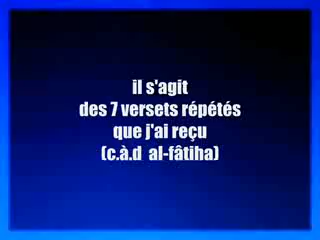 il s'agit
des 7 versets répétés
que j'ai reçu
(c.à.d al-fâtiha)